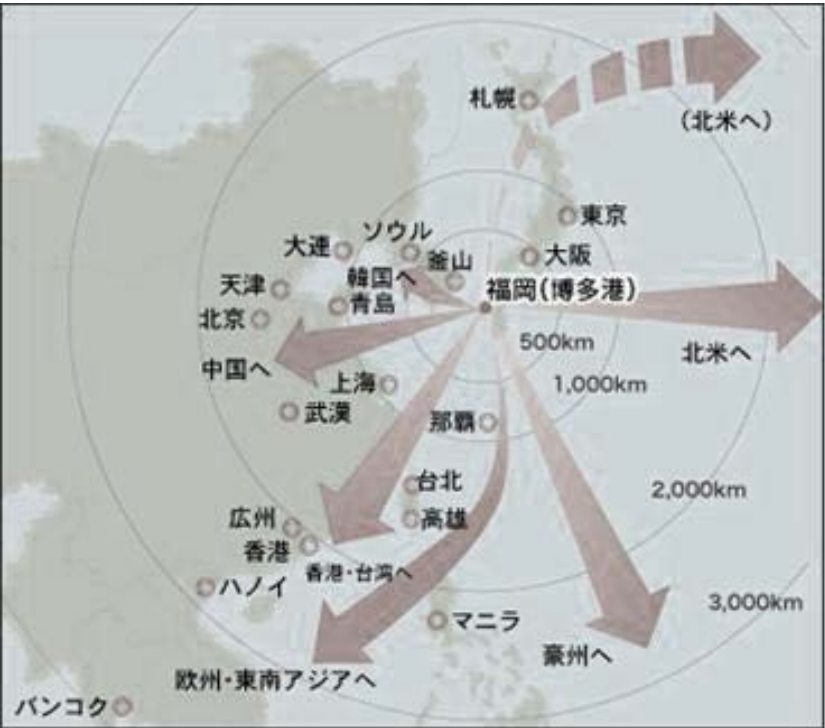 札幌
(北米へ)
東京
ソウル
大連
大阪
釜山
韓国へ
天津
福岡(博多港)
青島
北京
500km
北米へ
中国へ
上海
1,000km
武漢
那覇
台北
2,000km
広州
高雄
香港
香港・台湾へ
ハノイ
3,000km
マニラ
豪州へ
欧州・東南アジアへ
バンコク